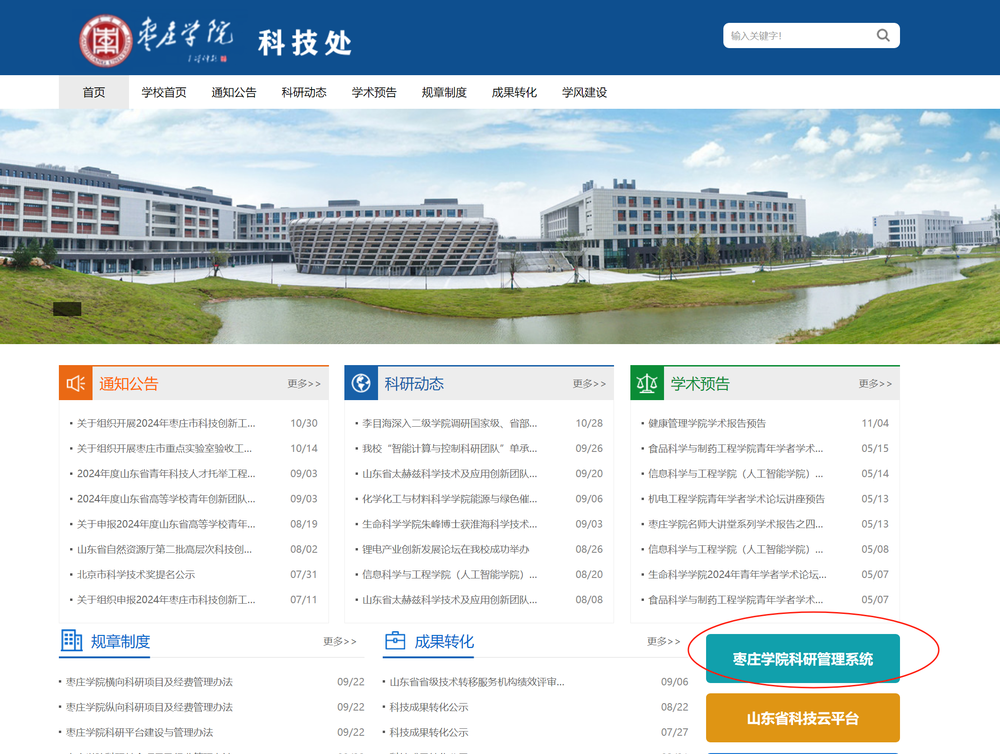 枣庄学院
科技处
输入关键字！
首页
学校首页
通知公告
科研动态
学术预告
规章制度
成果转化
学风建设
通知公告
更多>>
关于组织开展2024年枣庄市科技创新工...
10/30
关于组织开展枣庄市重点实验室验收工...
10/14
2024年度山东省青年科技人才托举工程...
09/03
2024年度山东省高等学校青年创新团队...
09/03
关于申报2024年度山东省高等学校青年...
08/19
山东省自然资源厅第二批高层次科技创...
08/02
北京市科学技术奖提名公示
07/31
关于组织申报2024年枣庄市科技创新工...
07/11
科研动态
更多>>
李目海深入二级学院调研国家级、省部...
10/28
我校“智能计算与控制科研团队”单承...
09/26
山东省太赫兹科学技术及应用创新团队...
09/20
化学化工与材料科学学院能源与绿色催...
09/06
生命科学学院朱峰博士获淮海科学技术...
09/03
锂电产业创新发展论坛在我校成功举办
08/26
信息科学与工程学院（人工智能学院）...
08/20
山东省太赫兹科学技术及应用创新团队...
08/08
学术预告
更多>>
健康管理学院学术报告预告
11/04
食品科学与制药工程学院青年学者学术...
05/15
信息科学与工程学院（人工智能学院）...
05/14
机电工程学院青年学者学术论坛讲座预告
05/13
枣庄学院名师大讲堂系列学术报告之四...
05/13
信息科学与工程学院（人工智能学院）...
05/08
生命科学学院2024年青年学者学术论坛...
05/07
食品科学与制药工程学院青年学者学术...
05/07
规章制度
更多>>
枣庄学院横向科研项目及经费管理办法
09/22
枣庄学院纵向科研项目及经费管理办法
09/22
枣庄学院科研平台建设与管理办法
09/22
成果转化
更多>>
山东省省级技术转移服务机构绩效评审...
09/06
科技成果转化公示
08/22
科技成果转化公示
07/27
枣庄学院科研管理系统
山东省科技云平台